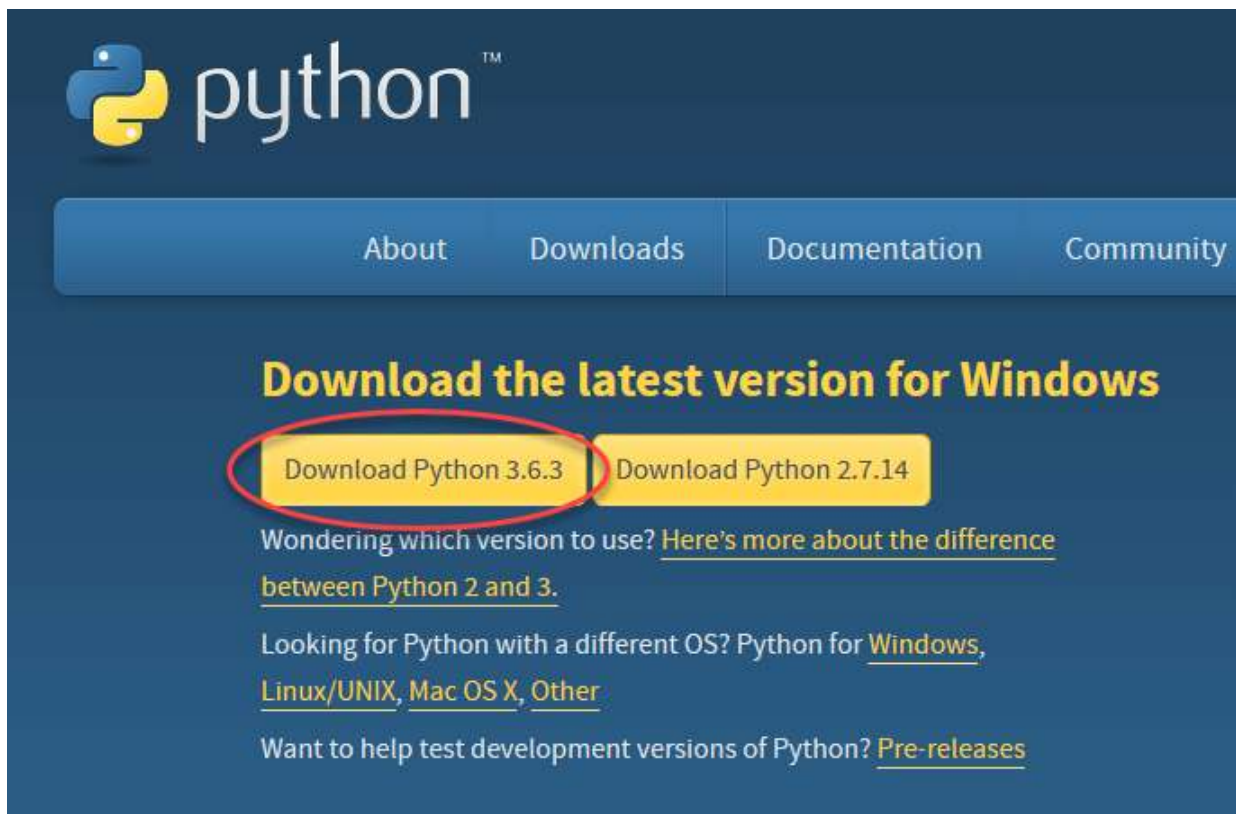 python™
About Downloads Documentation Community
Download the latest version for Windows
Download Python 3.6.3 Download Python 2.7.14
Wondering which version to use? Here's more about the difference
between Python 2 and 3.
Looking for Python with a different OS? Python for Windows,
Linux/UNIX, Mac OS X, Other
Want to help test development versions of Python? Pre-releases